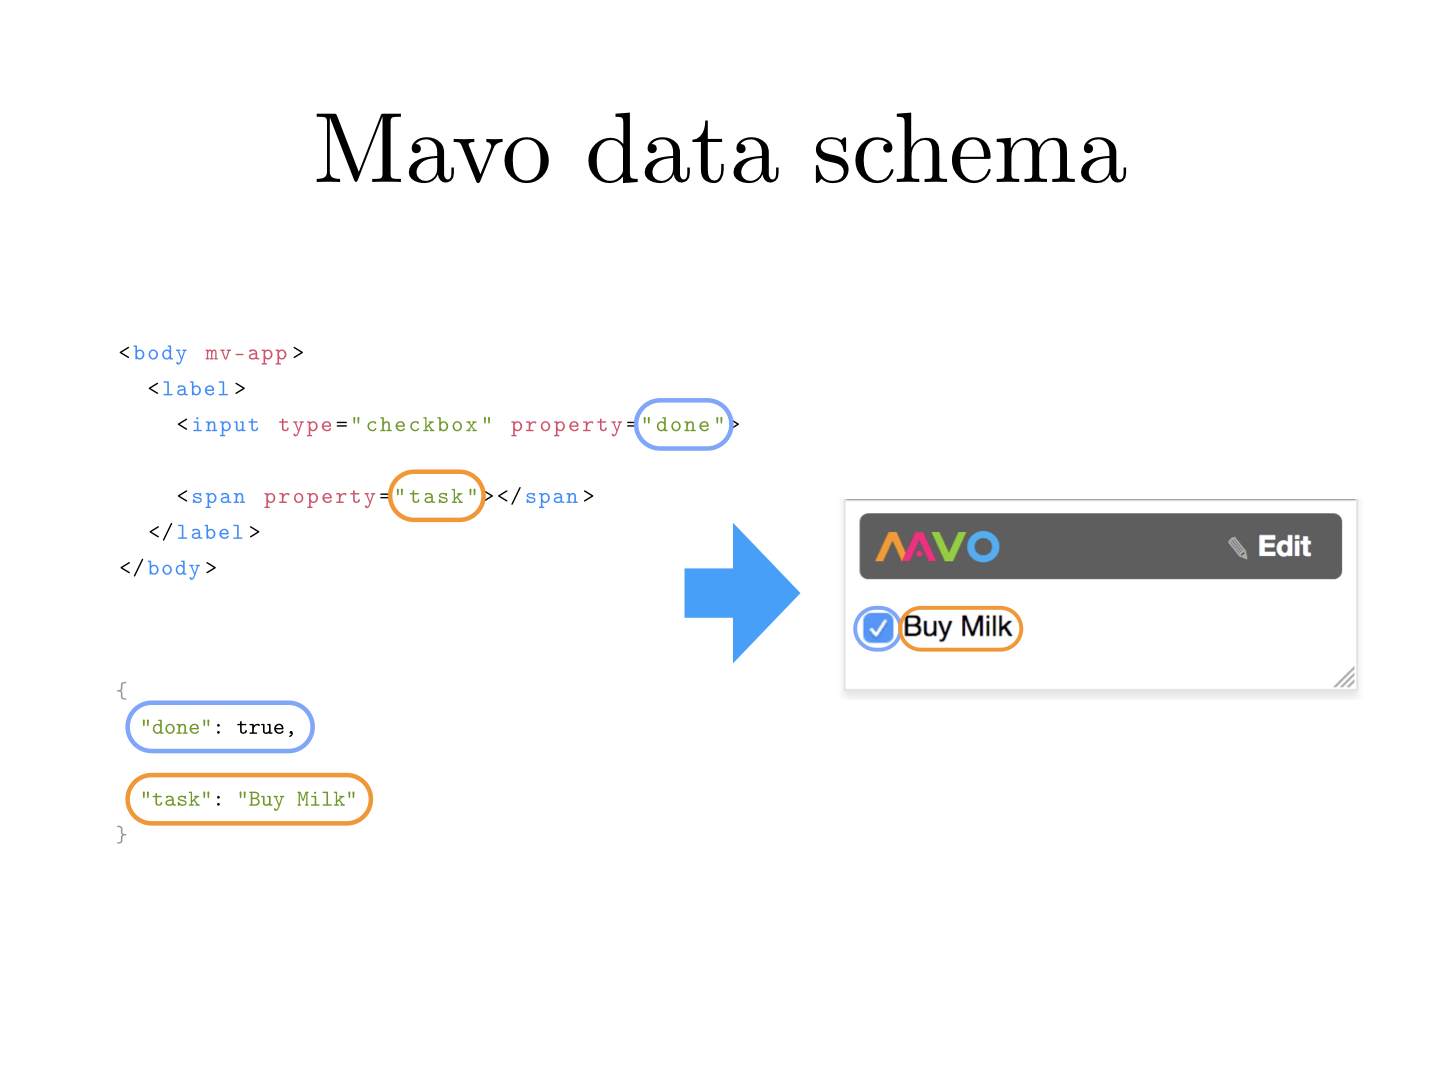 Mavo data schema
<body mv-app>
<label>
<input type="checkbox" property="done">
<span property="task"></span>
</label>
</body>
{
"done": true,
"task": "Buy Milk"
}
MAVO
Edit
Buy Milk